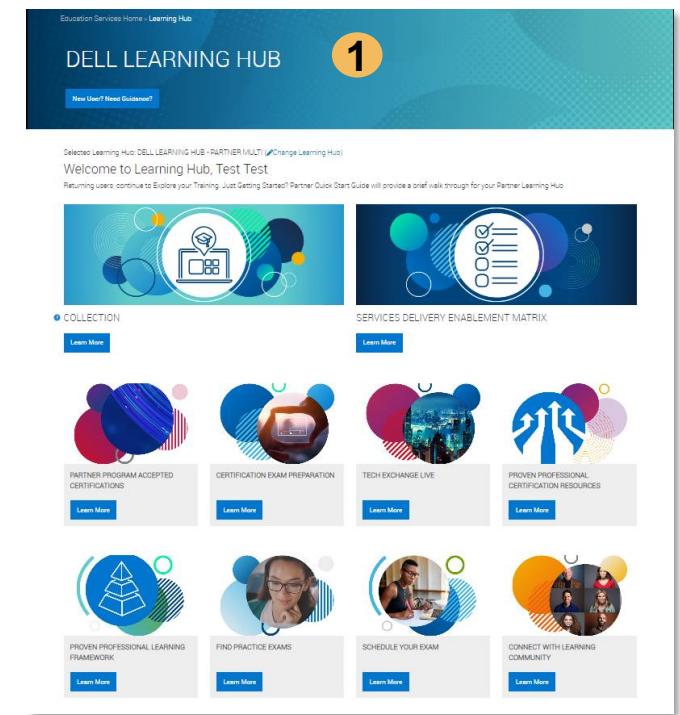 Education Services Home > Learning Hub
DELL LEARNING HUB
1
New User? Need Guidance?
Selected Learning Hub: DELL LEARNING HUB - PARTNER MULTI (Change Learning Hub)
Welcome to Learning Hub, Test Test
Returning users, continue to Explore your Training. Just Getting Started? Partner Quick Start Guide will provide a brief walk through for your Partner Learning Hub
COLLECTION
Learn More
SERVICES DELIVERY ENABLEMENT MATRIX
Learn More
PARTNER PROGRAM ACCEPTED
CERTIFICATIONS
Learn More
CERTIFICATION EXAM PREPARATION
Learn More
TECH EXCHANGE LIVE
Learn More
PROVEN PROFESSIONAL
CERTIFICATION RESOURCES
Learn More
PROVEN PROFESSIONAL LEARNING
FRAMEWORK
Learn More
FIND PRACTICE EXAMS
Learn More
SCHEDULE YOUR EXAM
Learn More
CONNECT WITH LEARNING
COMMUNITY
Learn More